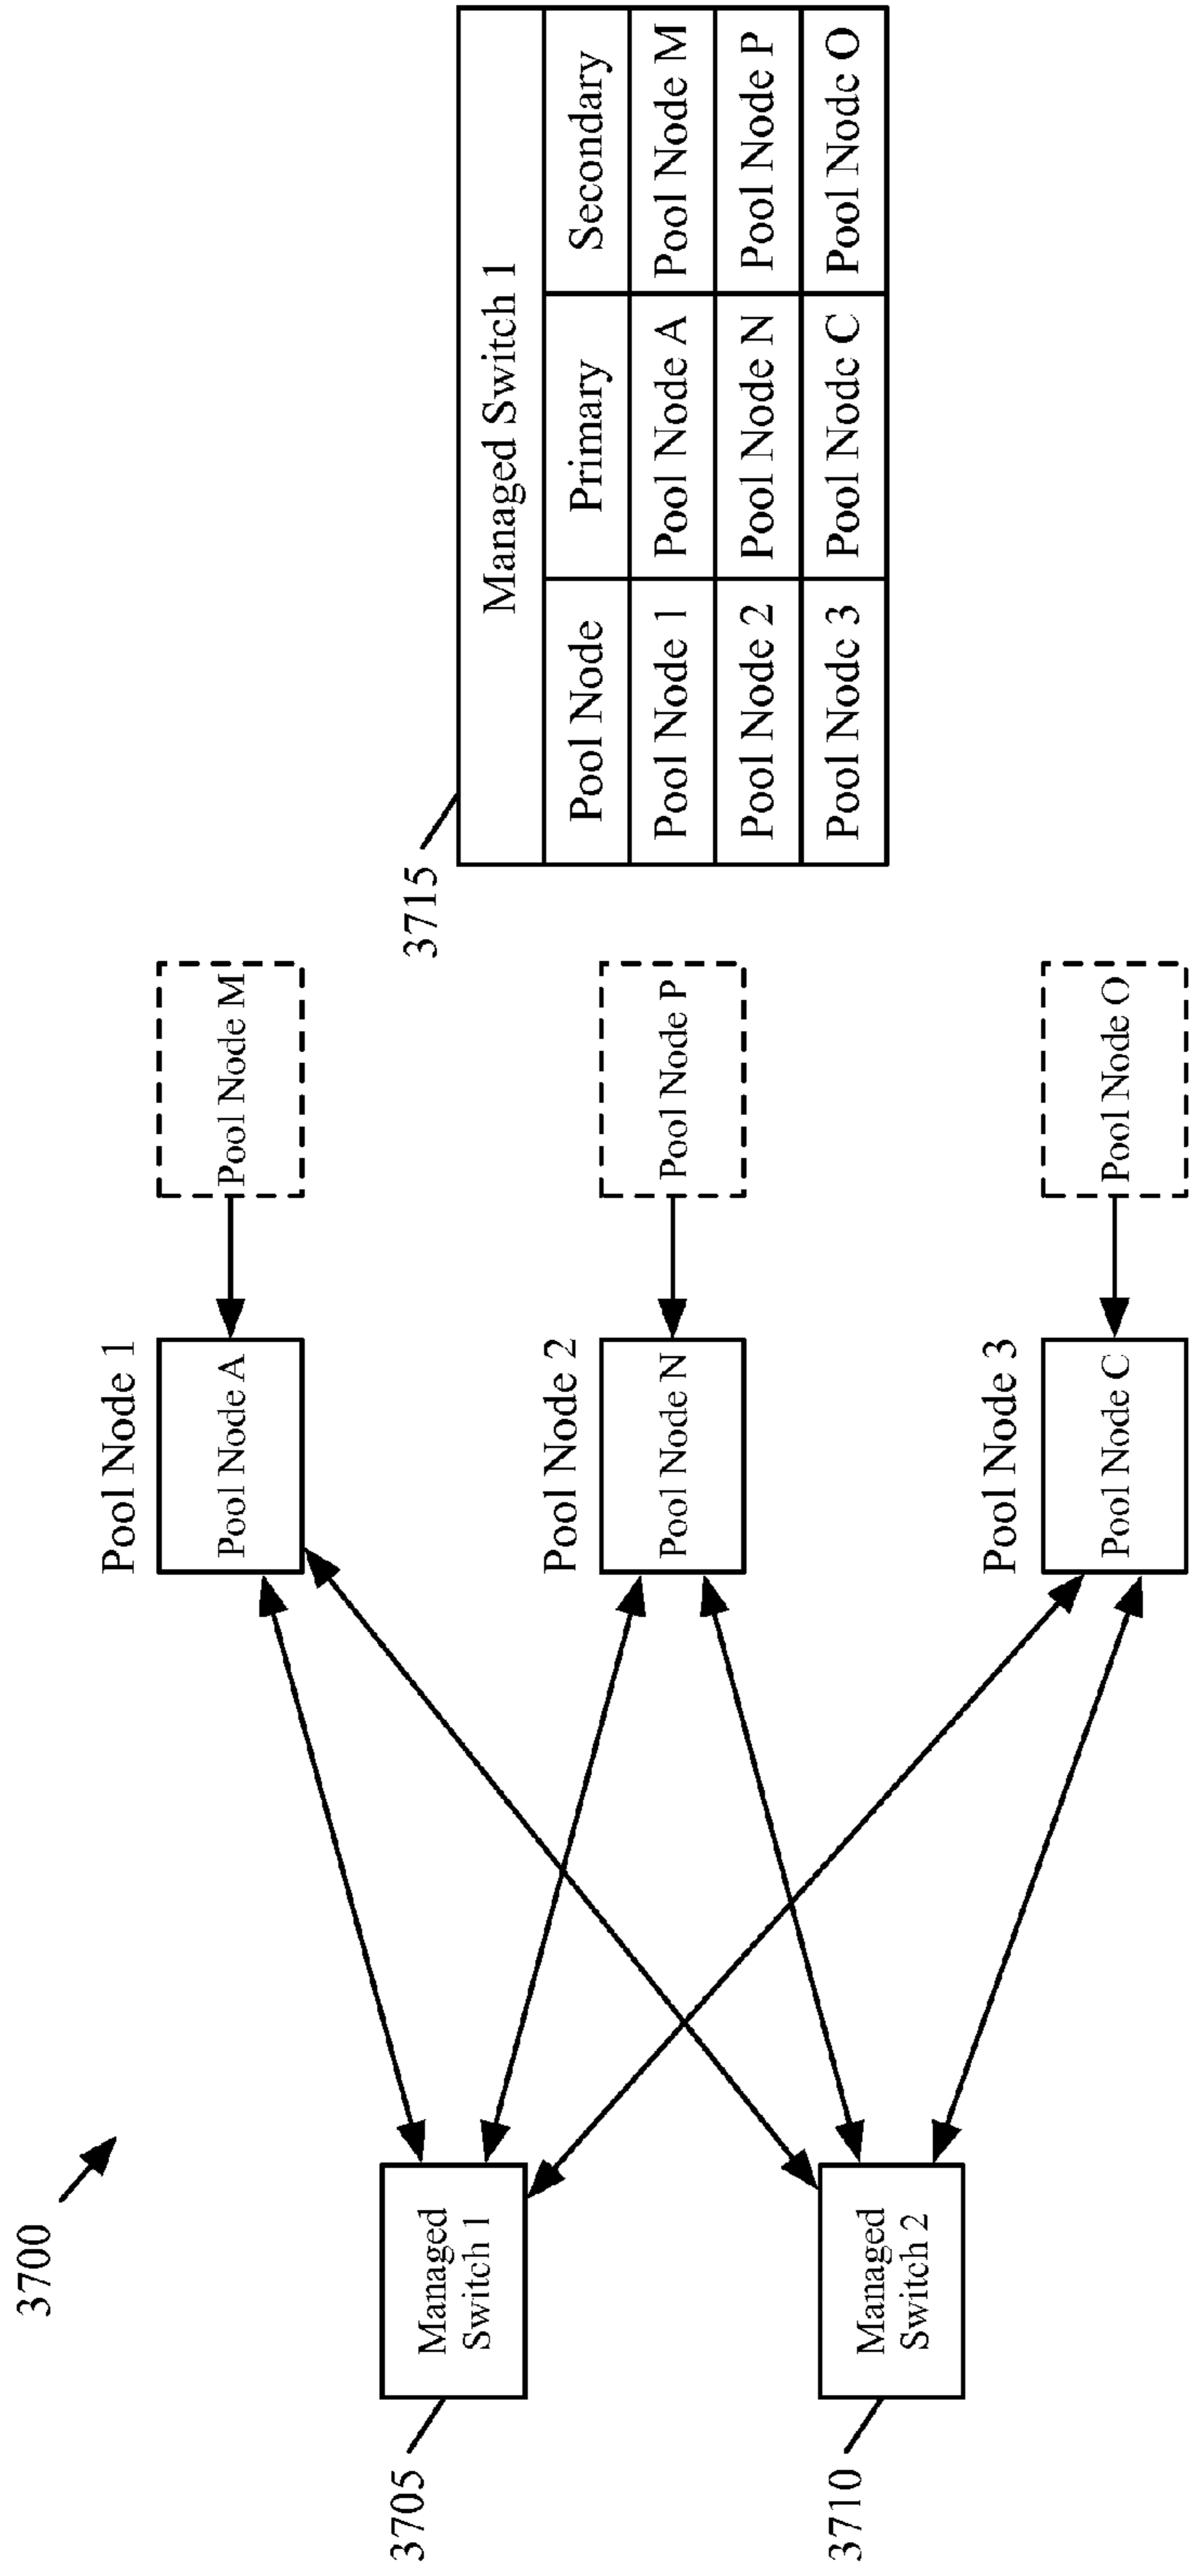 3700
3705
Managed
Switch 1
3710
Managed
Switch 2
Pool Node 1
Pool Node A
Pool Node M
Pool Node 2
Pool Node N
Pool Node P
Pool Node 3
Pool Node C
Pool Node O
3715
Managed Switch 1
Pool Node Primary Secondary
Pool Node 1 Pool Node A Pool Node M
Pool Node 2 Pool Node N Pool Node P
Pool Node 3 Pool Node C Pool Node O